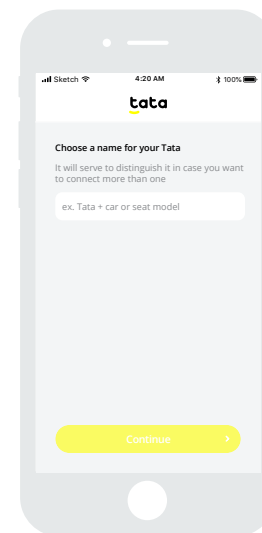 Sketch 4:20 AM 100%
tata
Choose a name for your Tata
It will serve to distinguish it in case you want
to connect more than one
ex. Tata + car or seat model
Continue